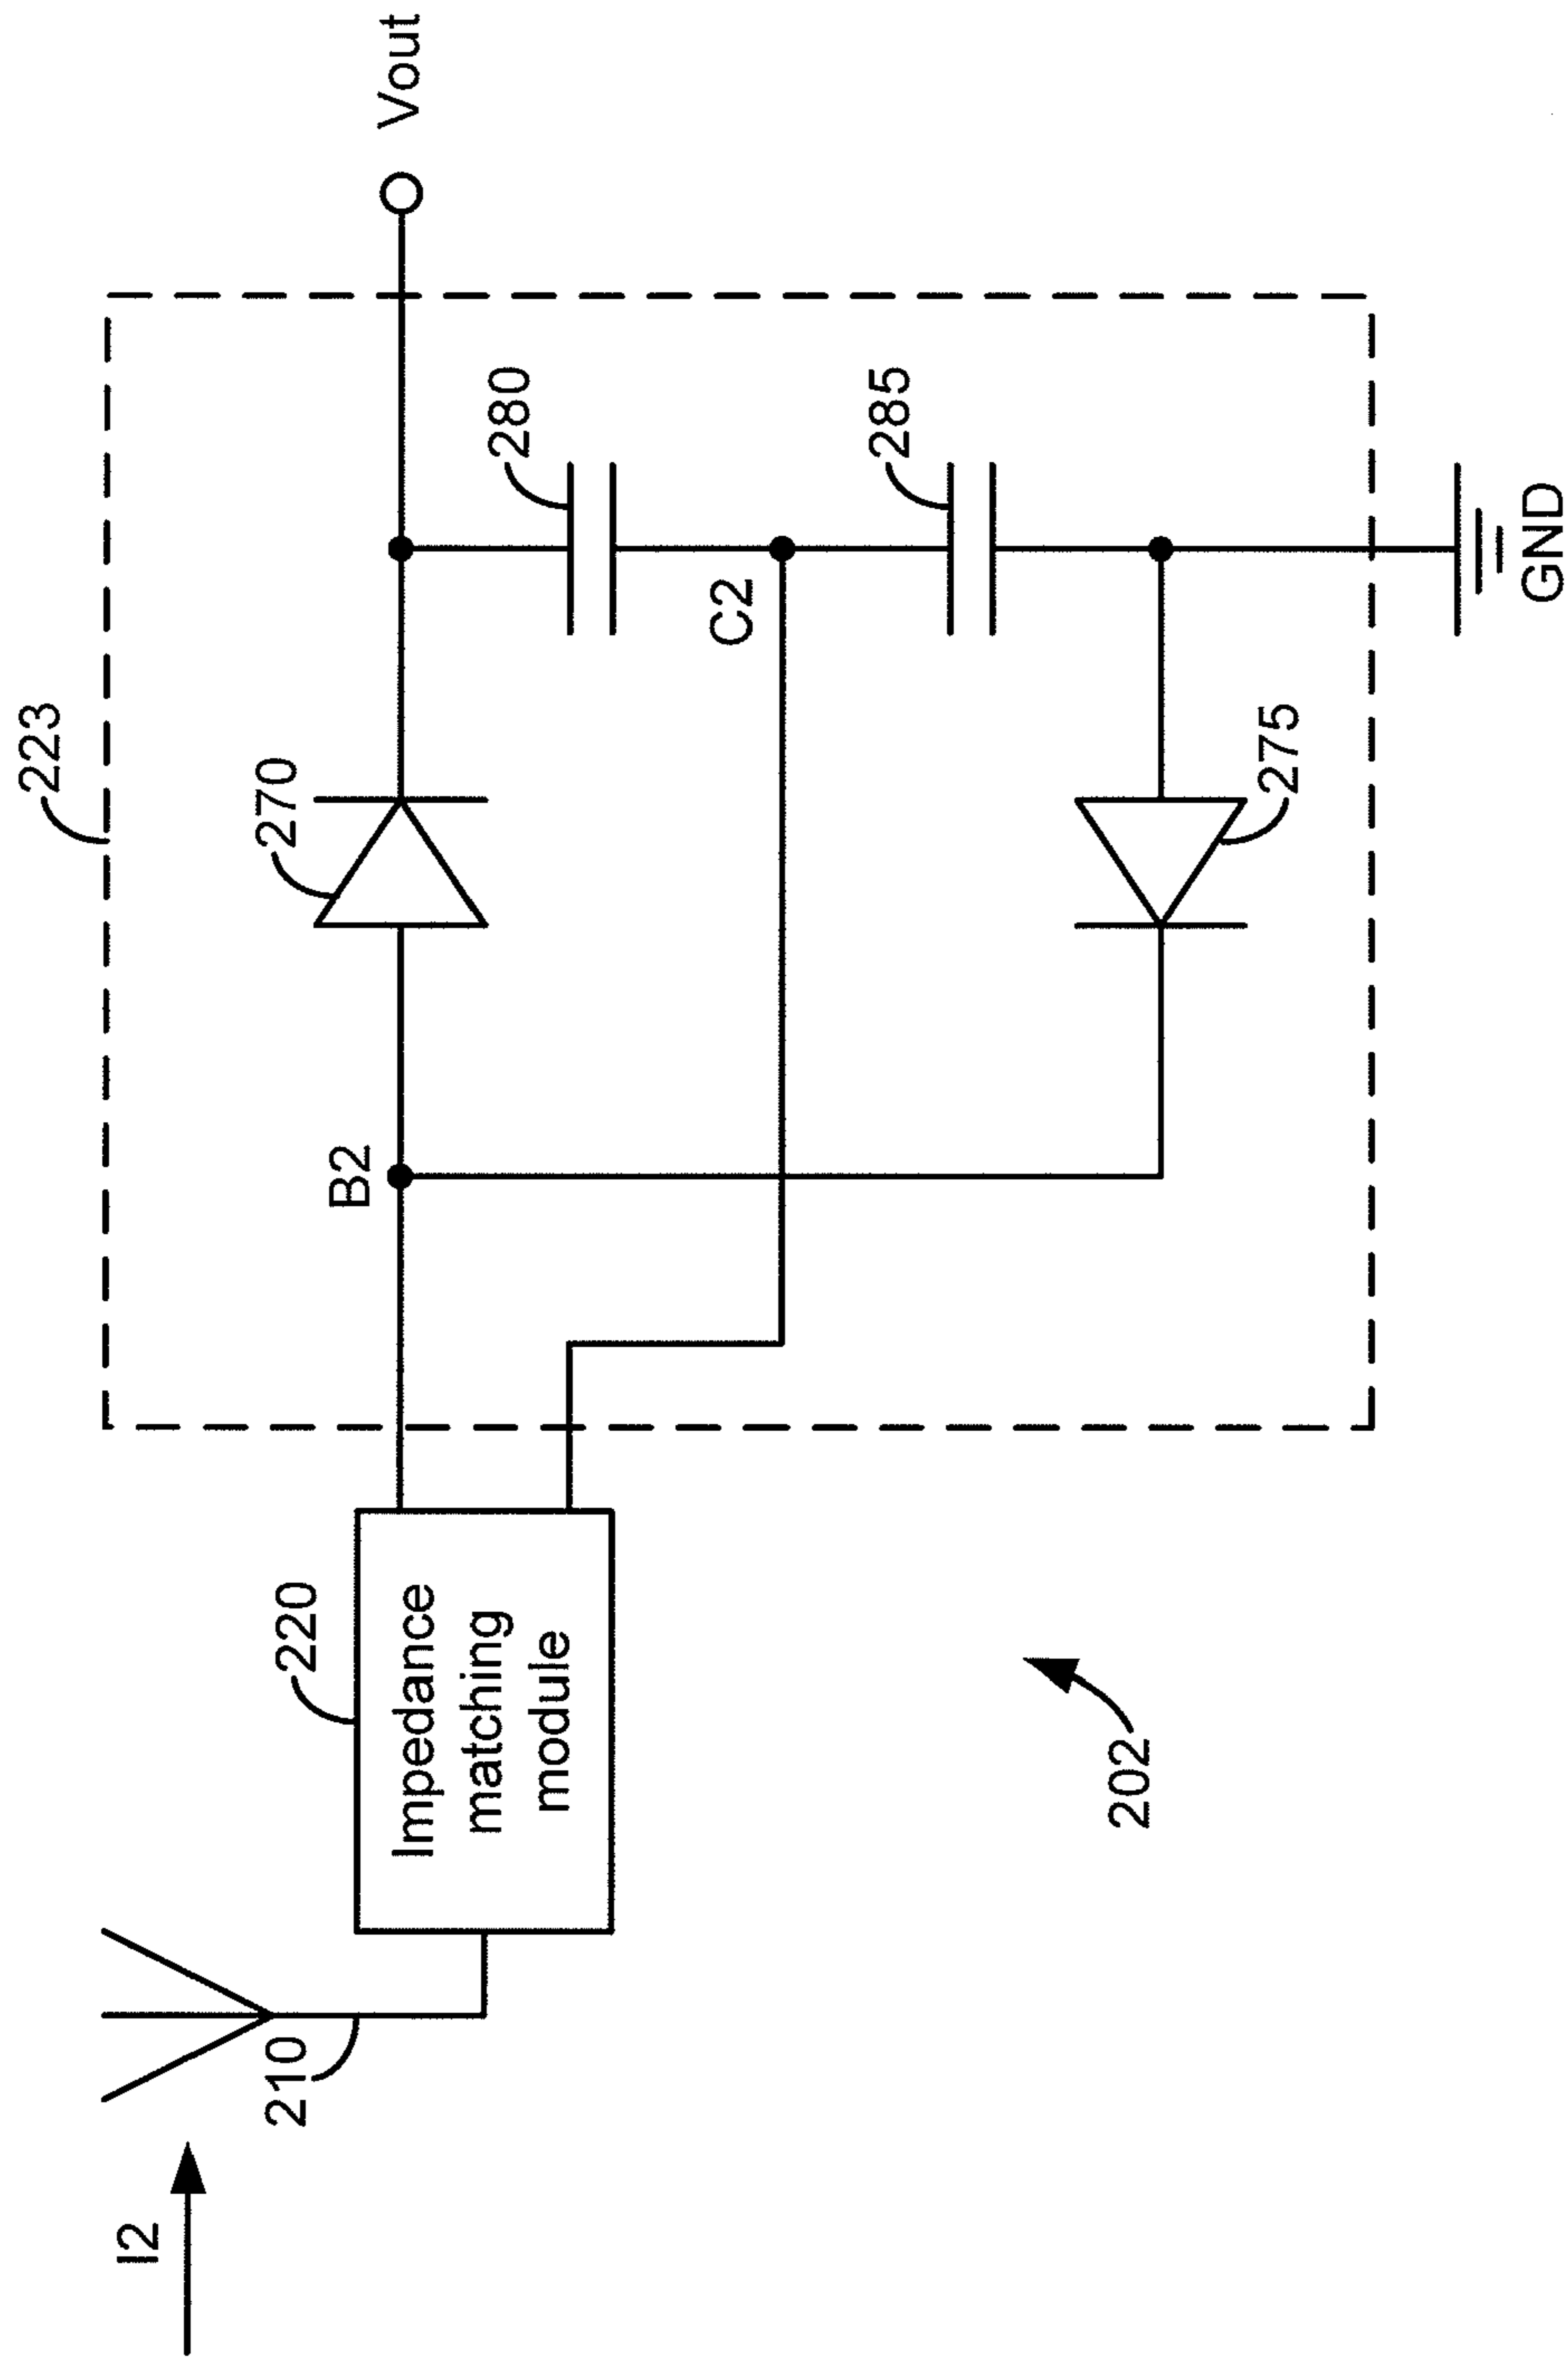 I2
210
220
Impedance
matching
module
202
223
B2
270
275
C2
280
285
Vout
GND